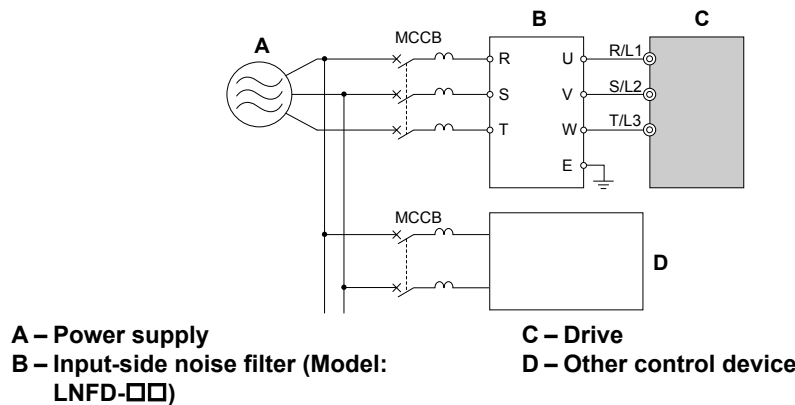 A
MCCB
B
C
R
S
T
U
V
W
E
R/L1
S/L2
T/L3
MCCB
D
A – Power supply
B – Input-side noise filter (Model:
LNFD-□□)
C – Drive
D – Other control device